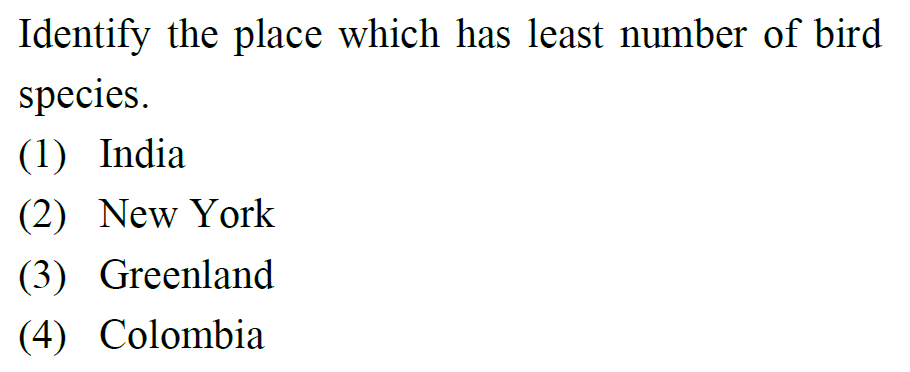 Identify the place which has least number of bird
species.
(1) India
(2) New York
(3) Greenland
(4) Colombia